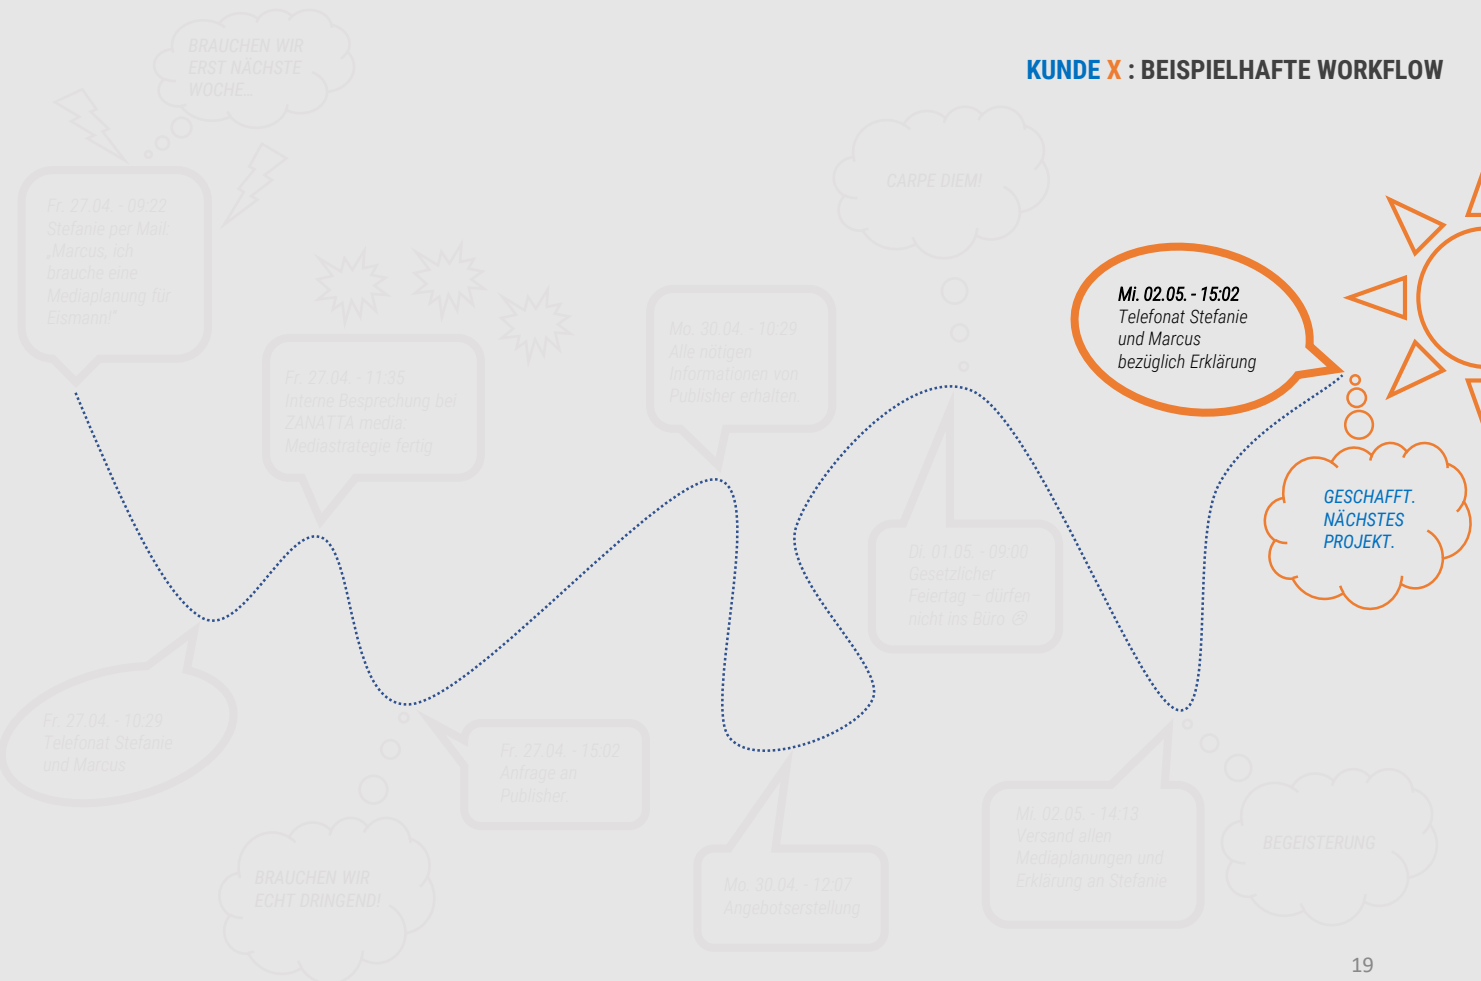 KUNDE X : BEISPIELHAFTE WORKFLOW
BRAUCHEN WIR
ERST NÄCHSTE
WOCHE…
Fr. 27.04. - 09:22
Stefanie per Mail:
„Marcus, ich
brauche eine
Mediaplanung für
Eismann!“
Fr. 27.04. - 10:29
Telefonat Stefanie
und Marcus
Fr. 27.04. - 11:35
Interne Besprechung bei
ZANATTA media:
Mediastrategie fertig
BRAUCHEN WIR
ECHT DRINGEND!
Fr. 27.04. - 15:02
Anfrage an
Publisher.
Mo. 30.04. - 10:29
Alle nötigen
Informationen von
Publisher erhalten.
Mo. 30.04. - 12:07
Angebotserstellung
CARPE DIEM!
Di. 01.05. - 09:00
Gesetzlicher
Feiertag – durften
nicht ins Büro ☹
Mi. 02.05. - 14:13
Versand allen
Mediaplanungen und
Erklärung an Stefanie
BEGEISTERUNG
Mi. 02.05. - 15:02
Telefonat Stefanie
und Marcus
bezüglich Erklärung
GESCHAFFT.
NÄCHSTES
PROJEKT.
19